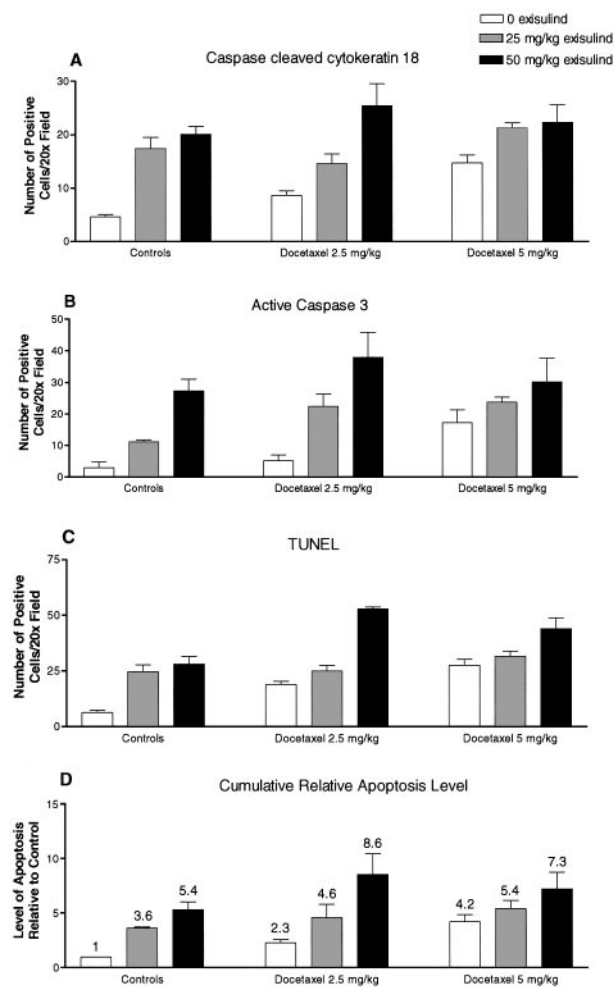 0 exisulind
25 mg/kg exisulind
50 mg/kg exisulind
A
Caspase cleaved cytokeratin 18
Number of Positive
Cells/20x Field
30
20
10
0
Controls
Docetaxel 2.5 mg/kg
Docetaxel 5 mg/kg
B
Active Caspase 3
Number of Positive
Cells/20x Field
50
40
30
20
10
0
Controls
Docetaxel 2.5 mg/kg
Docetaxel 5 mg/kg
C
TUNEL
Number of Positive
Cells/20x Field
75
50
25
0
Controls
Docetaxel 2.5 mg/kg
Docetaxel 5 mg/kg
D
Cumulative Relative Apoptosis Level
Level of Apoptosis
Relative to Control
15
10
5
0
1
3.6
5.4
2.3
4.6
8.6
4.2
5.4
7.3
Controls
Docetaxel 2.5 mg/kg
Docetaxel 5 mg/kg